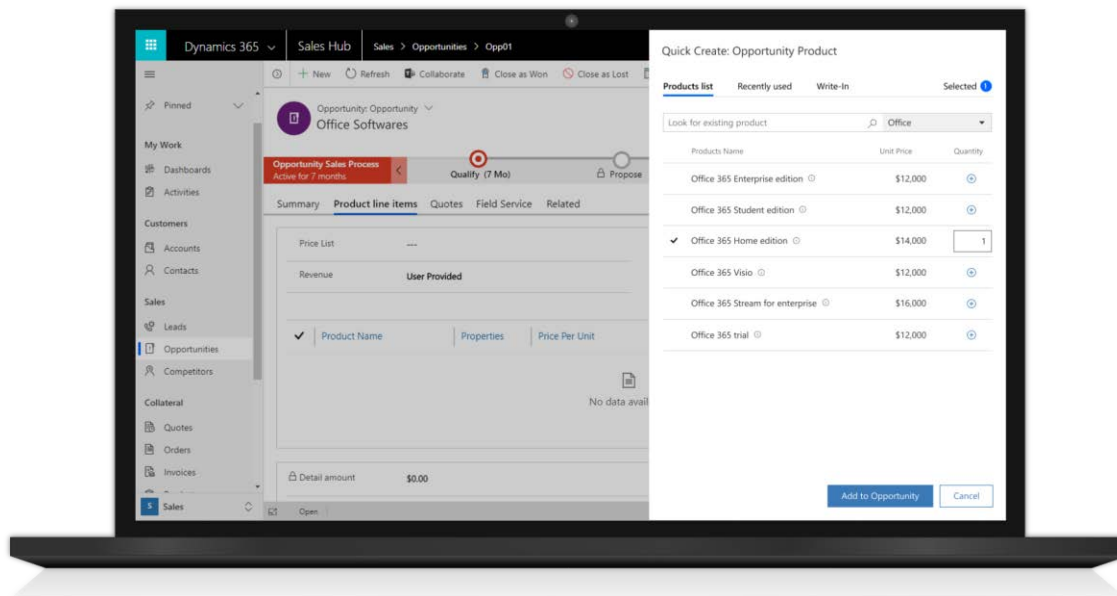 Dynamics 365
Sales Hub
Sales > Opportunities > Opp01
New
Refresh
Collaborate
Close as Won
Close as Lost
Pinned
My Work
Dashboards
Activities
Customers
Accounts
Contacts
Sales
Leads
Opportunities
Competitors
Collateral
Quotes
Orders
Invoices
S Sales
Opportunity: Opportunity
Office Softwares
Opportunity Sales Process
Active for 7 months
Qualify (7 Mo)
Propose
Summary Product line items Quotes Field Service Related
Price List ---
Revenue User Provided
Product Name Properties Price Per Unit
No data avail
Detail amount $0.00
Open
Quick Create: Opportunity Product
Products list Recently used Write-In Selected 1
Look for existing product Office
Products Name Unit Price Quantity
Office 365 Enterprise edition $12,000
Office 365 Student edition $12,000
Office 365 Home edition $14,000 1
Office 365 Visio $12,000
Office 365 Stream for enterprise $16,000
Office 365 trial $12,000
Add to Opportunity Cancel